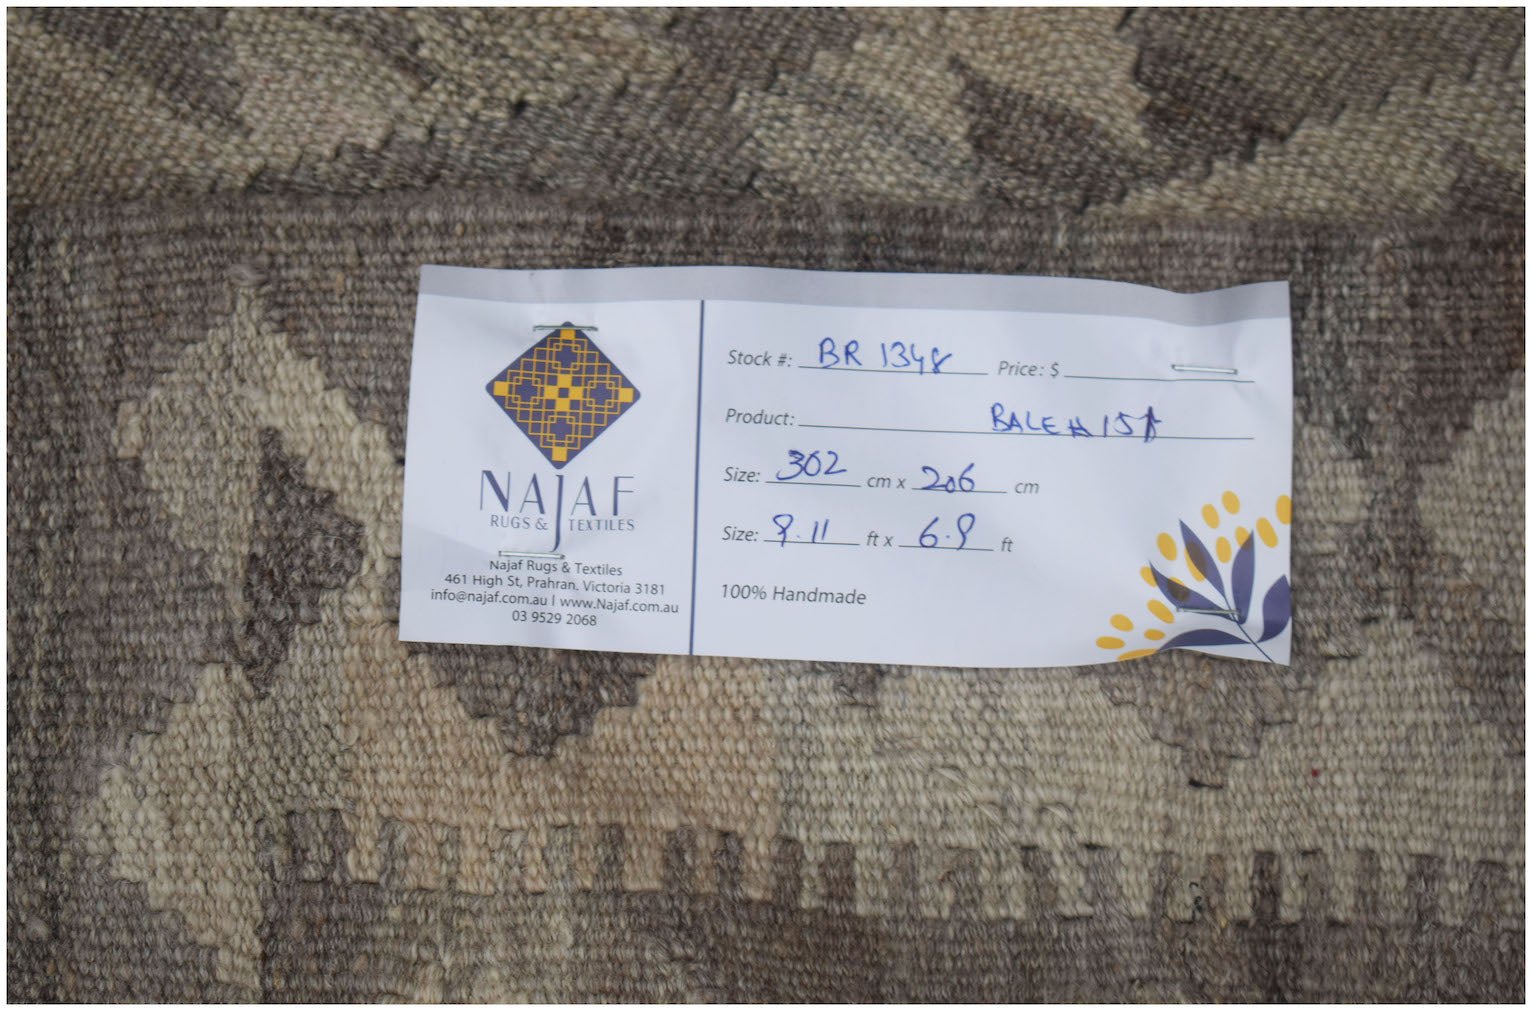 NAJAF
RUGS & TEXTILES
Najaf Rugs & Textiles
461 High St, Prahran, Victoria 3181
info@najaf.com.au | www.Najaf.com.au
03 9529 2068
Stock #: BR 1348 Price: $
Product: BALE #
Size: 302 cm x 206 cm
Size: 9.11 ft x 6.9 ft
100% Handmade